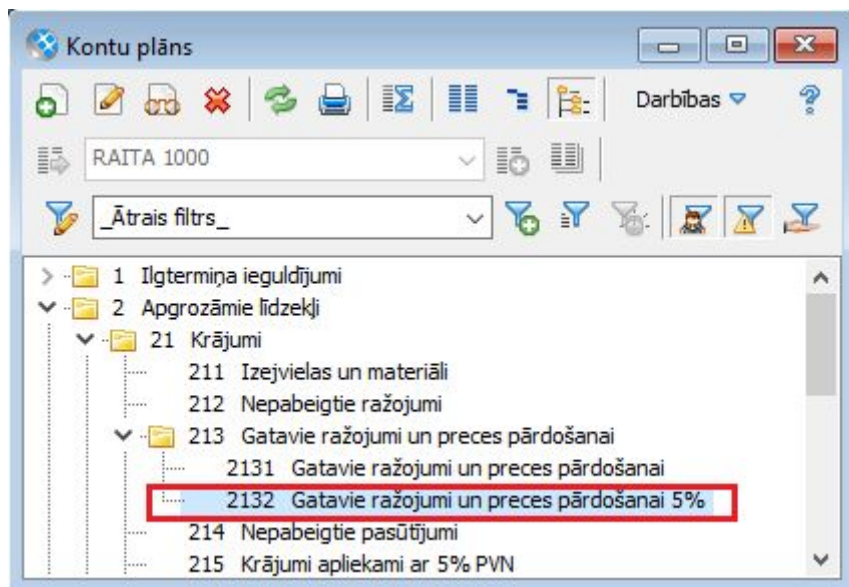 Kontu plāns
Darbības
RAITA 1000
_Ātrais filtrs_
1 Ilgtermiņa ieguldījumi
2 Apgrozāmie līdzekļi
21 Krājumi
211 Izejvielas un materiāli
212 Nepabeigtie ražojumi
213 Gatavie ražojumi un preces pārdošanai
2131 Gatavie ražojumi un preces pārdošanai
2132 Gatavie ražojumi un preces pārdošanai 5%
214 Nepabeigtie pasūtījumi
215 Krājumi apliekami ar 5% PVN